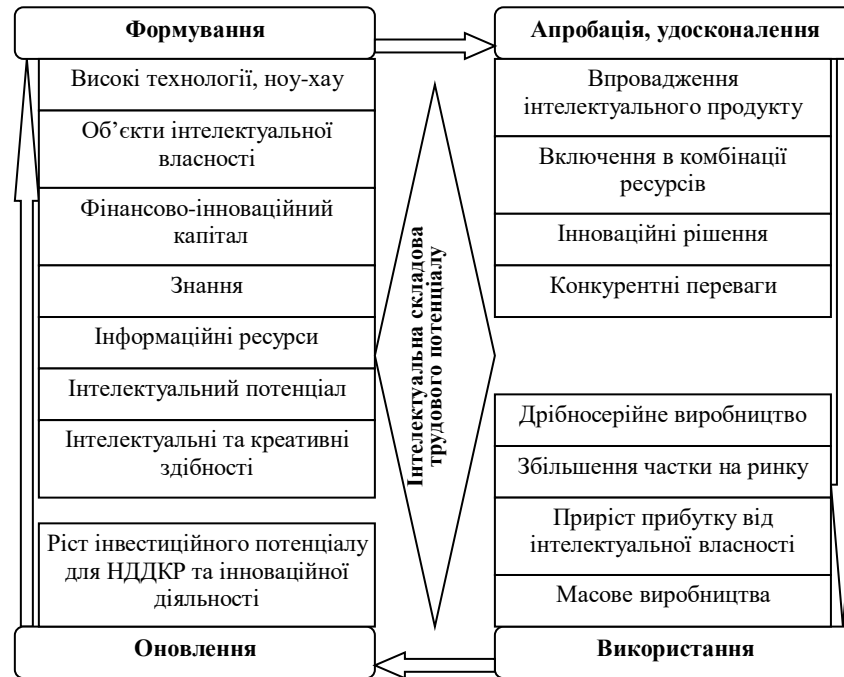 Формування
Високі технології, ноу-хау
Об’єкти інтелектуальної
власності
Фінансово-інноваційний
капітал
Знання
Інформаційні ресурси
Інтелектуальний потенціал
Інтелектуальні та креативні
здібності
Ріст інвестиційного потенціалу
для НДДКР та інноваційної
діяльності
Оновлення
Інтелектуальна складова
трудового потенціалу
Апробація, удосконалення
Впровадження
інтелектуального продукту
Включення в комбінації
ресурсів
Інноваційні рішення
Конкурентні переваги
Дрібносерійне виробництво
Збільшення частки на ринку
Приріст прибутку від
інтелектуальної власності
Масове виробництва
Використання